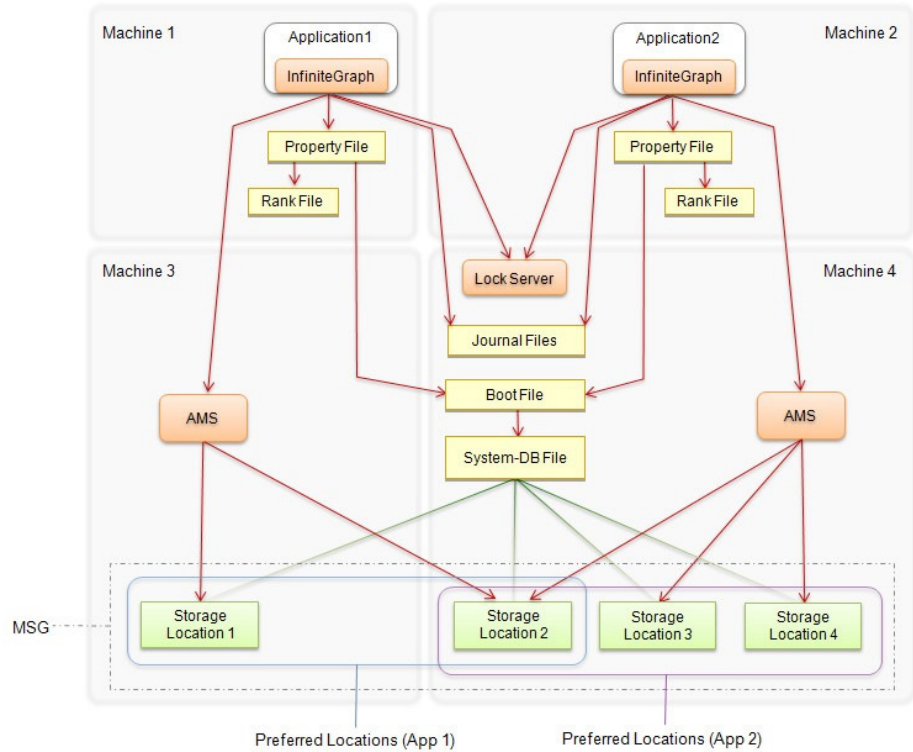 Machine 1
Application1
InfiniteGraph
Property File
Rank File
Machine 2
Application2
InfiniteGraph
Property File
Rank File
Machine 3
Lock Server
Machine 4
Journal Files
Boot File
AMS
System-DB File
AMS
MSG
Storage
Location 1
Storage
Location 2
Storage
Location 3
Storage
Location 4
Preferred Locations (App 1)
Preferred Locations (App 2)